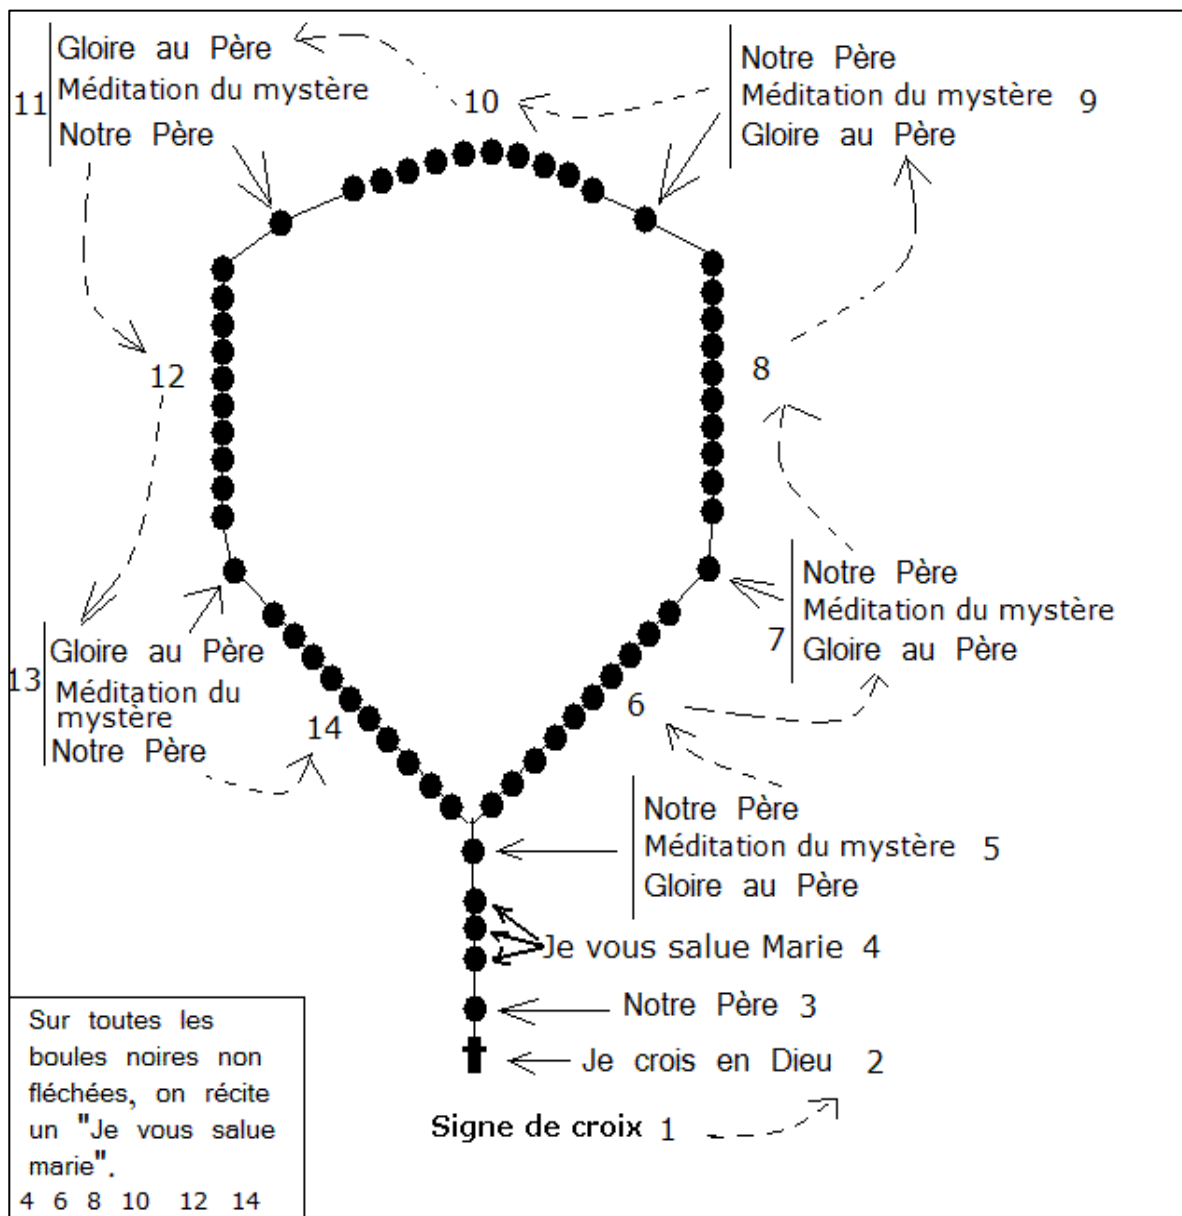 Gloire au Père
11 Méditation du mystère
Notre Père
10
Notre Père
Méditation du mystère 9
Gloire au Père
12
8
Notre Père
Méditation du mystère
7 Gloire au Père
Gloire au Père
13 Méditation du
mystère
Notre Père
14
6
Notre Père
Méditation du mystère 5
Gloire au Père
Je vous salue Marie 4
Notre Père 3
Je crois en Dieu 2
Signe de croix 1
Sur toutes les
boules noires non
fléchées, on récite
un "Je vous salue
marie".
4 6 8 10 12 14